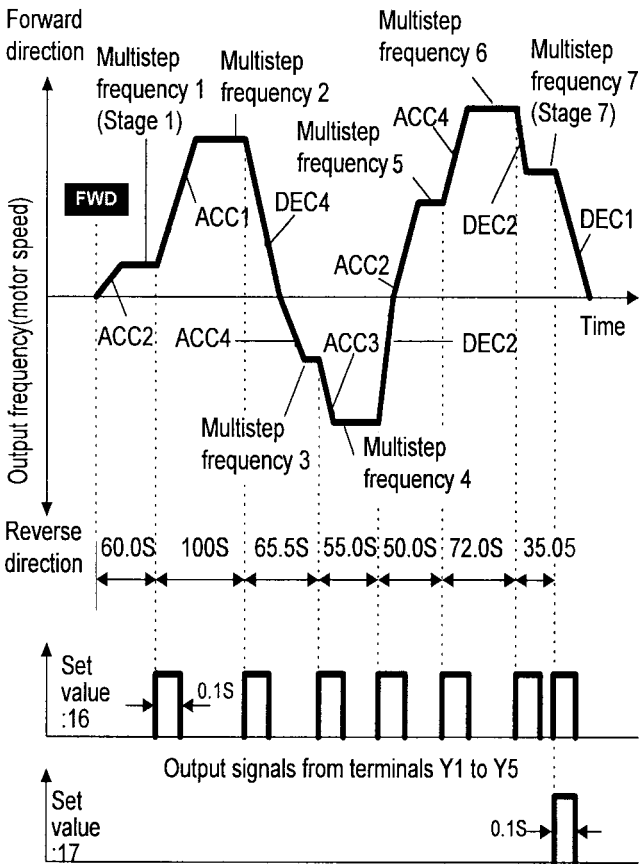 Forward
direction
Multistep
frequency 1
(Stage 1)
Multistep
frequency 2
Multistep
frequency 6
Multistep
frequency 7
(Stage 7)
Multistep
frequency 5
ACC4
FWD
ACC1
DEC4
DEC2
DEC1
ACC2
Time
ACC2
ACC4
ACC3
DEC2
Output frequency(motor speed)
Multistep
frequency 3
Multistep
frequency 4
Reverse
direction
60.0S
100S
65.5S
55.0S
50.0S
72.0S
35.05
Set
value
:16
0.1S
Output signals from terminals Y1 to Y5
Set
value
:17
0.1S